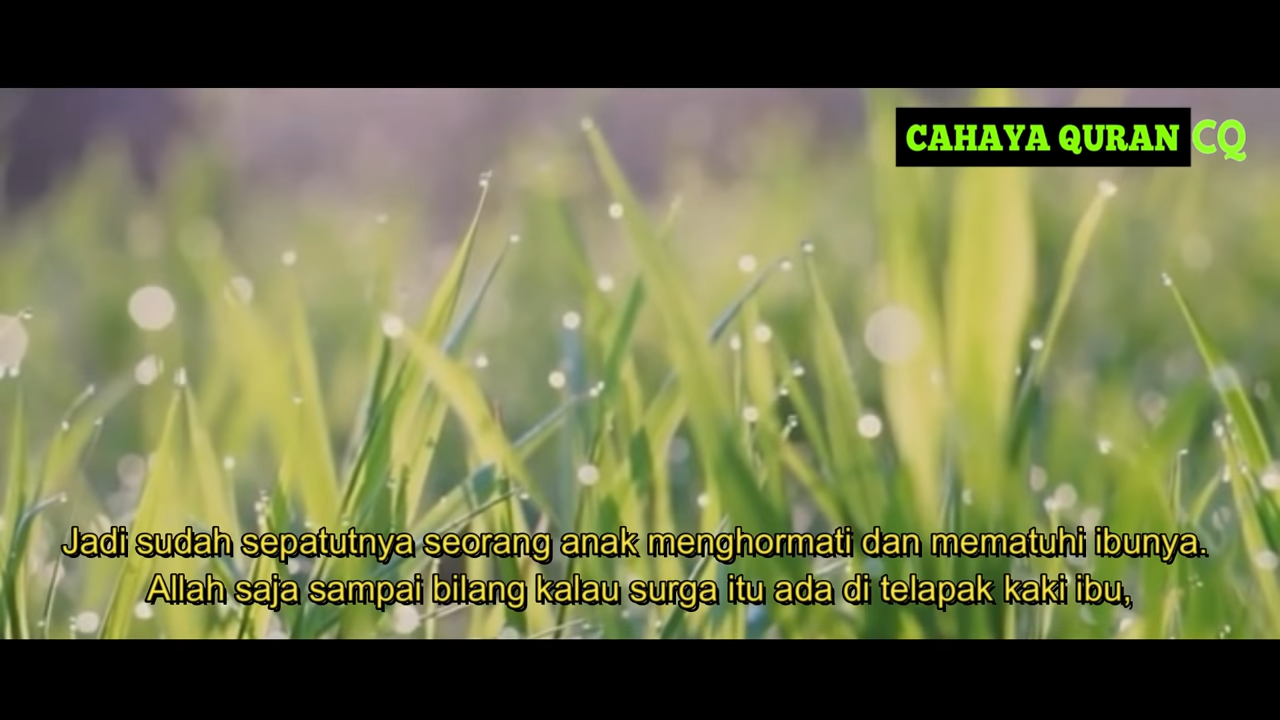 CAHAYA QURAN CQ
Jadi sudah sepatutnya seorang anak menghormati dan mematuhi ibunya.
Allah saja sampai bilang kalau surga itu ada di telapak kaki ibu,